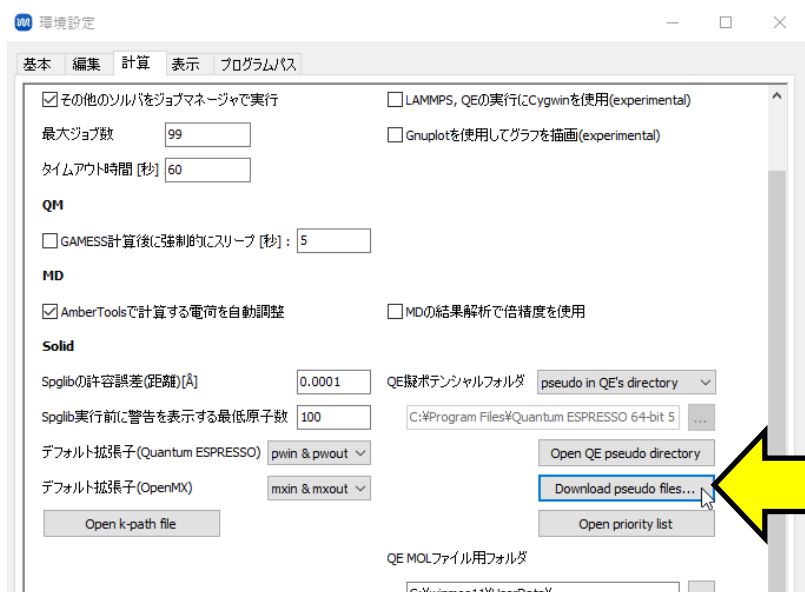 環境設定
基本 編集 計算 表示 プログラムパス
その他のソルバをジョブマネージャで実行 LAMMPS, QEの実行にCygwinを使用(experimental)
最大ジョブ数 99 Gnuplotを使用してグラフを描画(experimental)
タイムアウト時間 [秒] 60
QM
GAMESS計算後に強制的にスリープ [秒] : 5
MD
AmberToolsで計算する電荷を自動調整 MDの結果解析で倍精度を使用
Solid
Spglibの許容誤差(距離)[Å] 0.0001 QE擬ポテンシャルフォルダ pseudo in QE's directory
Spglib実行前に警告を表示する最低原子数 100 C:¥Program Files¥Quantum ESPRESSO 64-bit 5 ...
デフォルト拡張子(Quantum ESPRESSO) pwin & pwout Open QE pseudo directory
デフォルト拡張子(OpenMX) mxin & mxout Download pseudo files...
Open k-path file Open priority list
QE MOLファイル用フォルダ
C:¥winmos11¥UserData¥